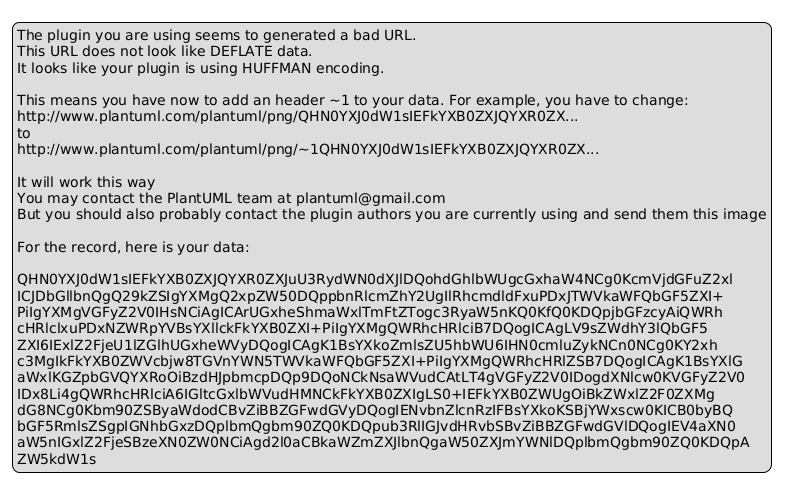 The plugin you are using seems to generated a bad URL.
This URL does not look like DEFLATE data.
It looks like your plugin is using HUFFMAN encoding.
This means you have now to add an header ~1 to your data. For example, you have to change:
http://www.plantuml.com/plantuml/png/QHN0YXJ0dW1sIEFkYXB0ZXJQYXR0ZX...
to
http://www.plantuml.com/plantuml/png/~1QHN0YXJ0dW1sIEFkYXB0ZXJQYXR0ZX...
It will work this way
You may contact the PlantUML team at plantuml@gmail.com
But you should also probably contact the plugin authors you are currently using and send them this image
For the record, here is your data:
QHN0YXJ0dW1sIEFkYXB0ZXJQYXR0ZXJuU3RydWN0dXJlDQohdGhlbWUgcGxhaW4NCg0KcmVjdGFuZ2xl
ICJDbGllbnQgQ29kZSIgYXMgQ2xpZW50DQppbnRlcmZhY2UgIlRhcmdldFxuPDxJTWVkaWFQbGF5ZXI+
PiIgYXMgVGFyZ2V0IHsNCiAgICArUGxheShmaWxlTmFtZTogc3RyaW5nKQ0KfQ0KDQpjbGFzcyAiQWRh
cHRlclxuPDxNZWRpYVBsYXllckFkYXB0ZXI+PiIgYXMgQWRhcHRlciB7DQogICAgLV9sZWdhY3lQbGF5
ZXI6IExlZ2FjeU1lZGlhUGxheWVyDQogICAgK1BsYXkoZmlsZU5hbWU6IHN0cmluZykNCn0NCg0KY2xh
c3MgIkFkYXB0ZWVcbjw8TGVnYWN5TWVkaWFQbGF5ZXI+PiIgYXMgQWRhcHRlZSB7DQogICAgK1BsYXlG
aWxlKGZpbGVQYXRoOiBzdHJpbmcpDQp9DQoNCkNsaWVudCAtLT4gVGFyZ2V0IDogdXNlcw0KVGFyZ2V0
IDx8Li4gQWRhcHRlciA6IGltcGxlbWVudHMNCkFkYXB0ZXIgLS0+IEFkYXB0ZWUgOiBkZWxlZ2F0ZXMg
dG8NCg0Kbm90ZSByaWdodCBvZiBBZGFwdGVyDQogIENvbnZlcnRzIFBsYXkoKSBjYWxscw0KICB0byBQ
bGF5RmlsZSgpIGNhbGxzDQplbmQgbm90ZQ0KDQpub3RlIGJvdHRvbSBvZiBBZGFwdGVlDQogIEV4aXN0
aW5nIGxlZ2FjeSBzeXN0ZW0NCiAgd2l0aCBkaWZmZXJlbnQgaW50ZXJmYWNlDQplbmQgbm90ZQ0KDQpA
ZW5kdW1s